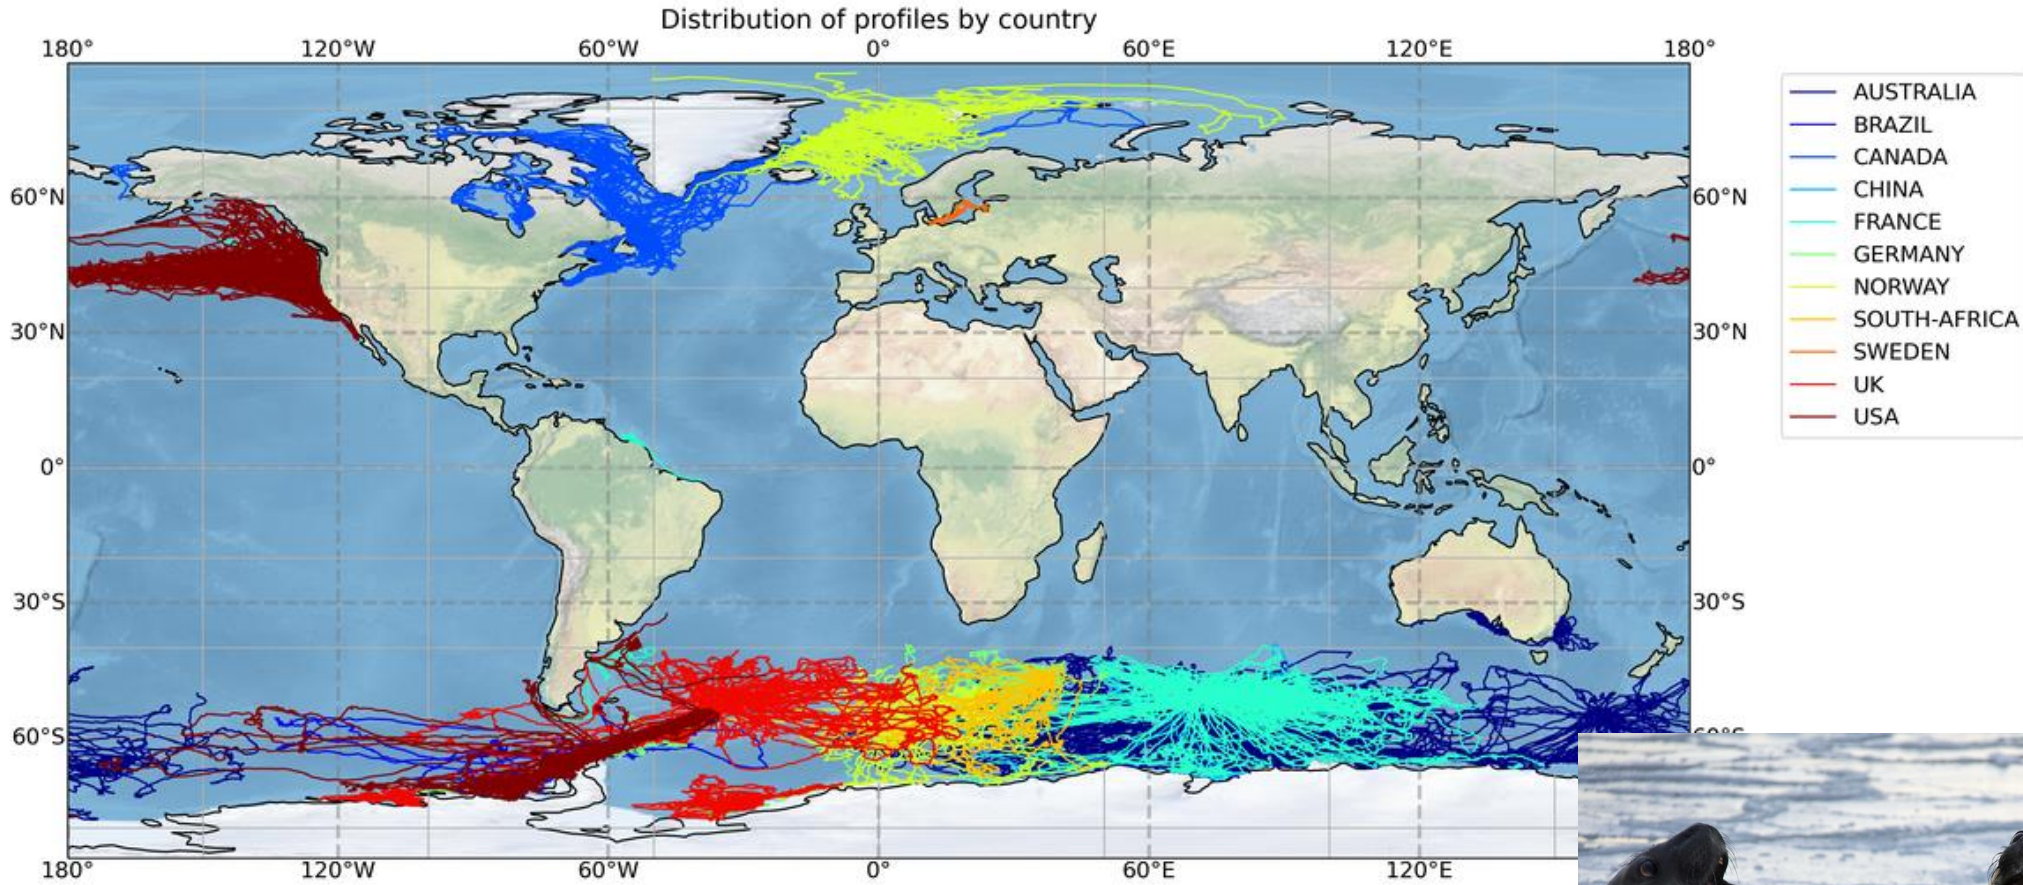 Distribution of profiles by country
180° 120°W 60°W 0° 60°E 120°E 180°
AUSTRALIA
BRAZIL
CANADA
CHINA
FRANCE
GERMANY
NORWAY
SOUTH-AFRICA
SWEDEN
UK
USA
60°N 60°N
30°N 30°N
0° 0°
30°S 30°S
60°S 60°S
180° 120°W 60°W 0° 60°E 120°E